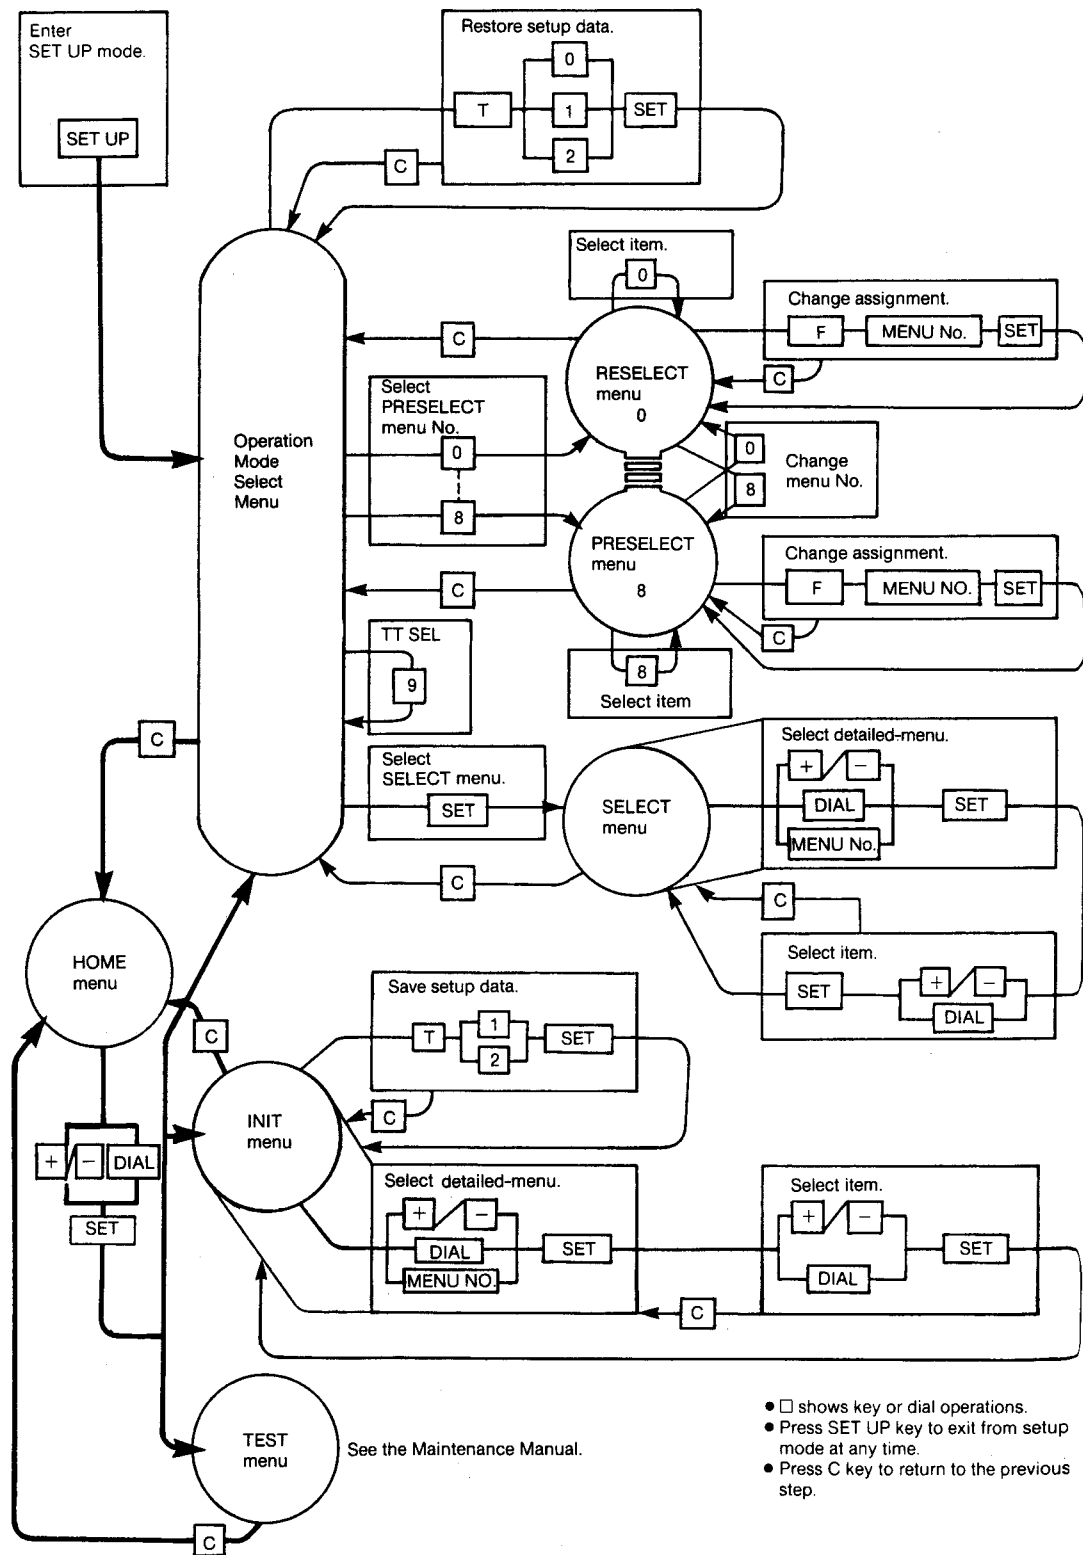 Enter
SET UP mode.
SET UP
Restore setup data.
0
T
1
SET
2
C
Select item.
0
Change assignment.
F
MENU No.
SET
C
C
RESELECT
menu
0
Select
PRESELECT
menu No.
0
8
Operation
Mode
Select
Menu
0
8
Change
menu No.
PRESELECT
menu
8
Change assignment.
F
MENU NO.
SET
C
C
8
Select item
TT SEL
9
C
Select
SELECT menu.
SET
SELECT
menu
Select detailed-menu.
+
−
DIAL
MENU No.
SET
C
C
Select item.
SET
+
−
DIAL
HOME
menu
C
Save setup data.
T
1
2
SET
C
INIT
menu
+
−
DIAL
SET
Select detailed-menu.
+
−
DIAL
MENU NO.
SET
Select item.
+
−
DIAL
SET
C
TEST
menu
See the Maintenance Manual.
C
● □ shows key or dial operations.
● Press SET UP key to exit from setup
mode at any time.
● Press C key to return to the previous
step.